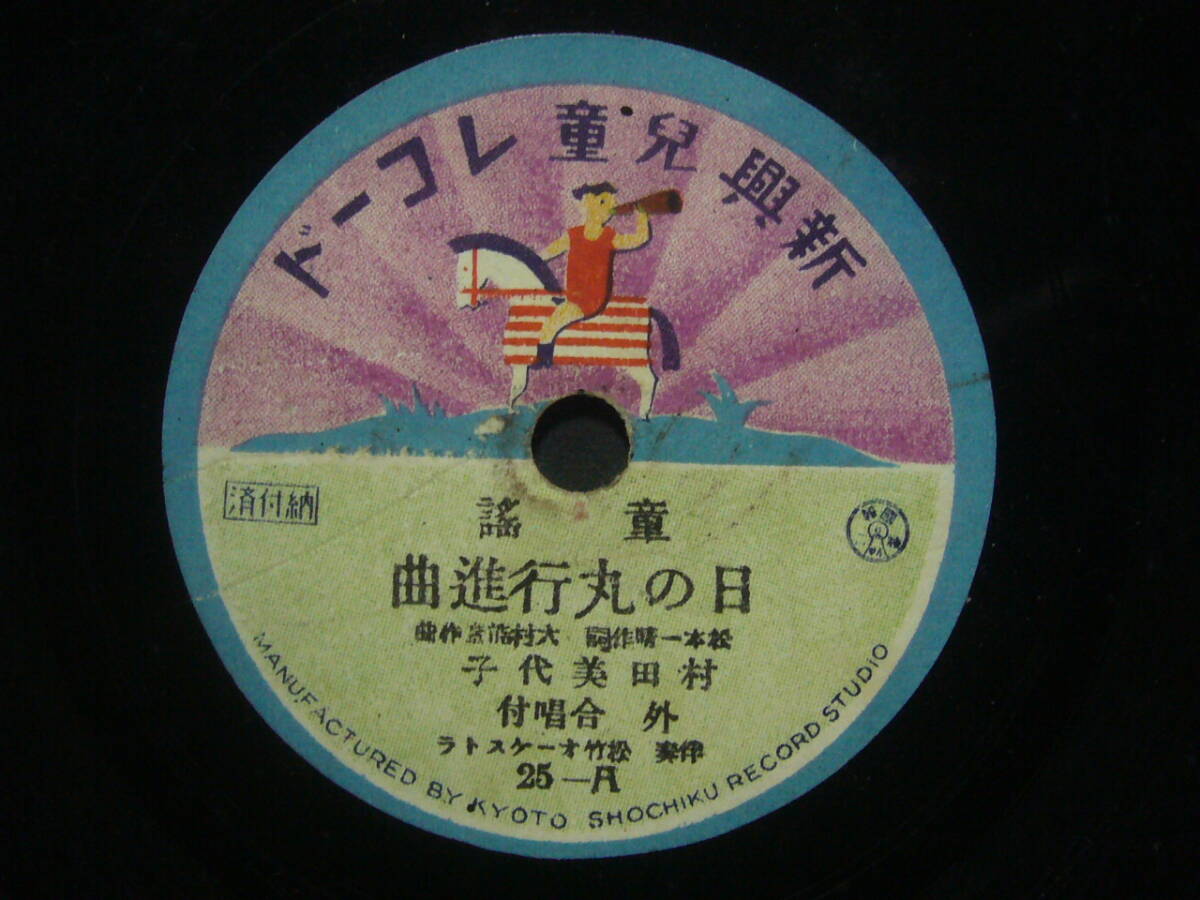 新興兒童レコード
納付済
童謠
日の丸行進曲
松本一晴作詞 大村能章作曲
村田美代子
外 合唱付
伴奏 松竹オーケストラ
25—A
MANUFACTURED BY KYOTO SHOCHIKU RECORD STUDIO